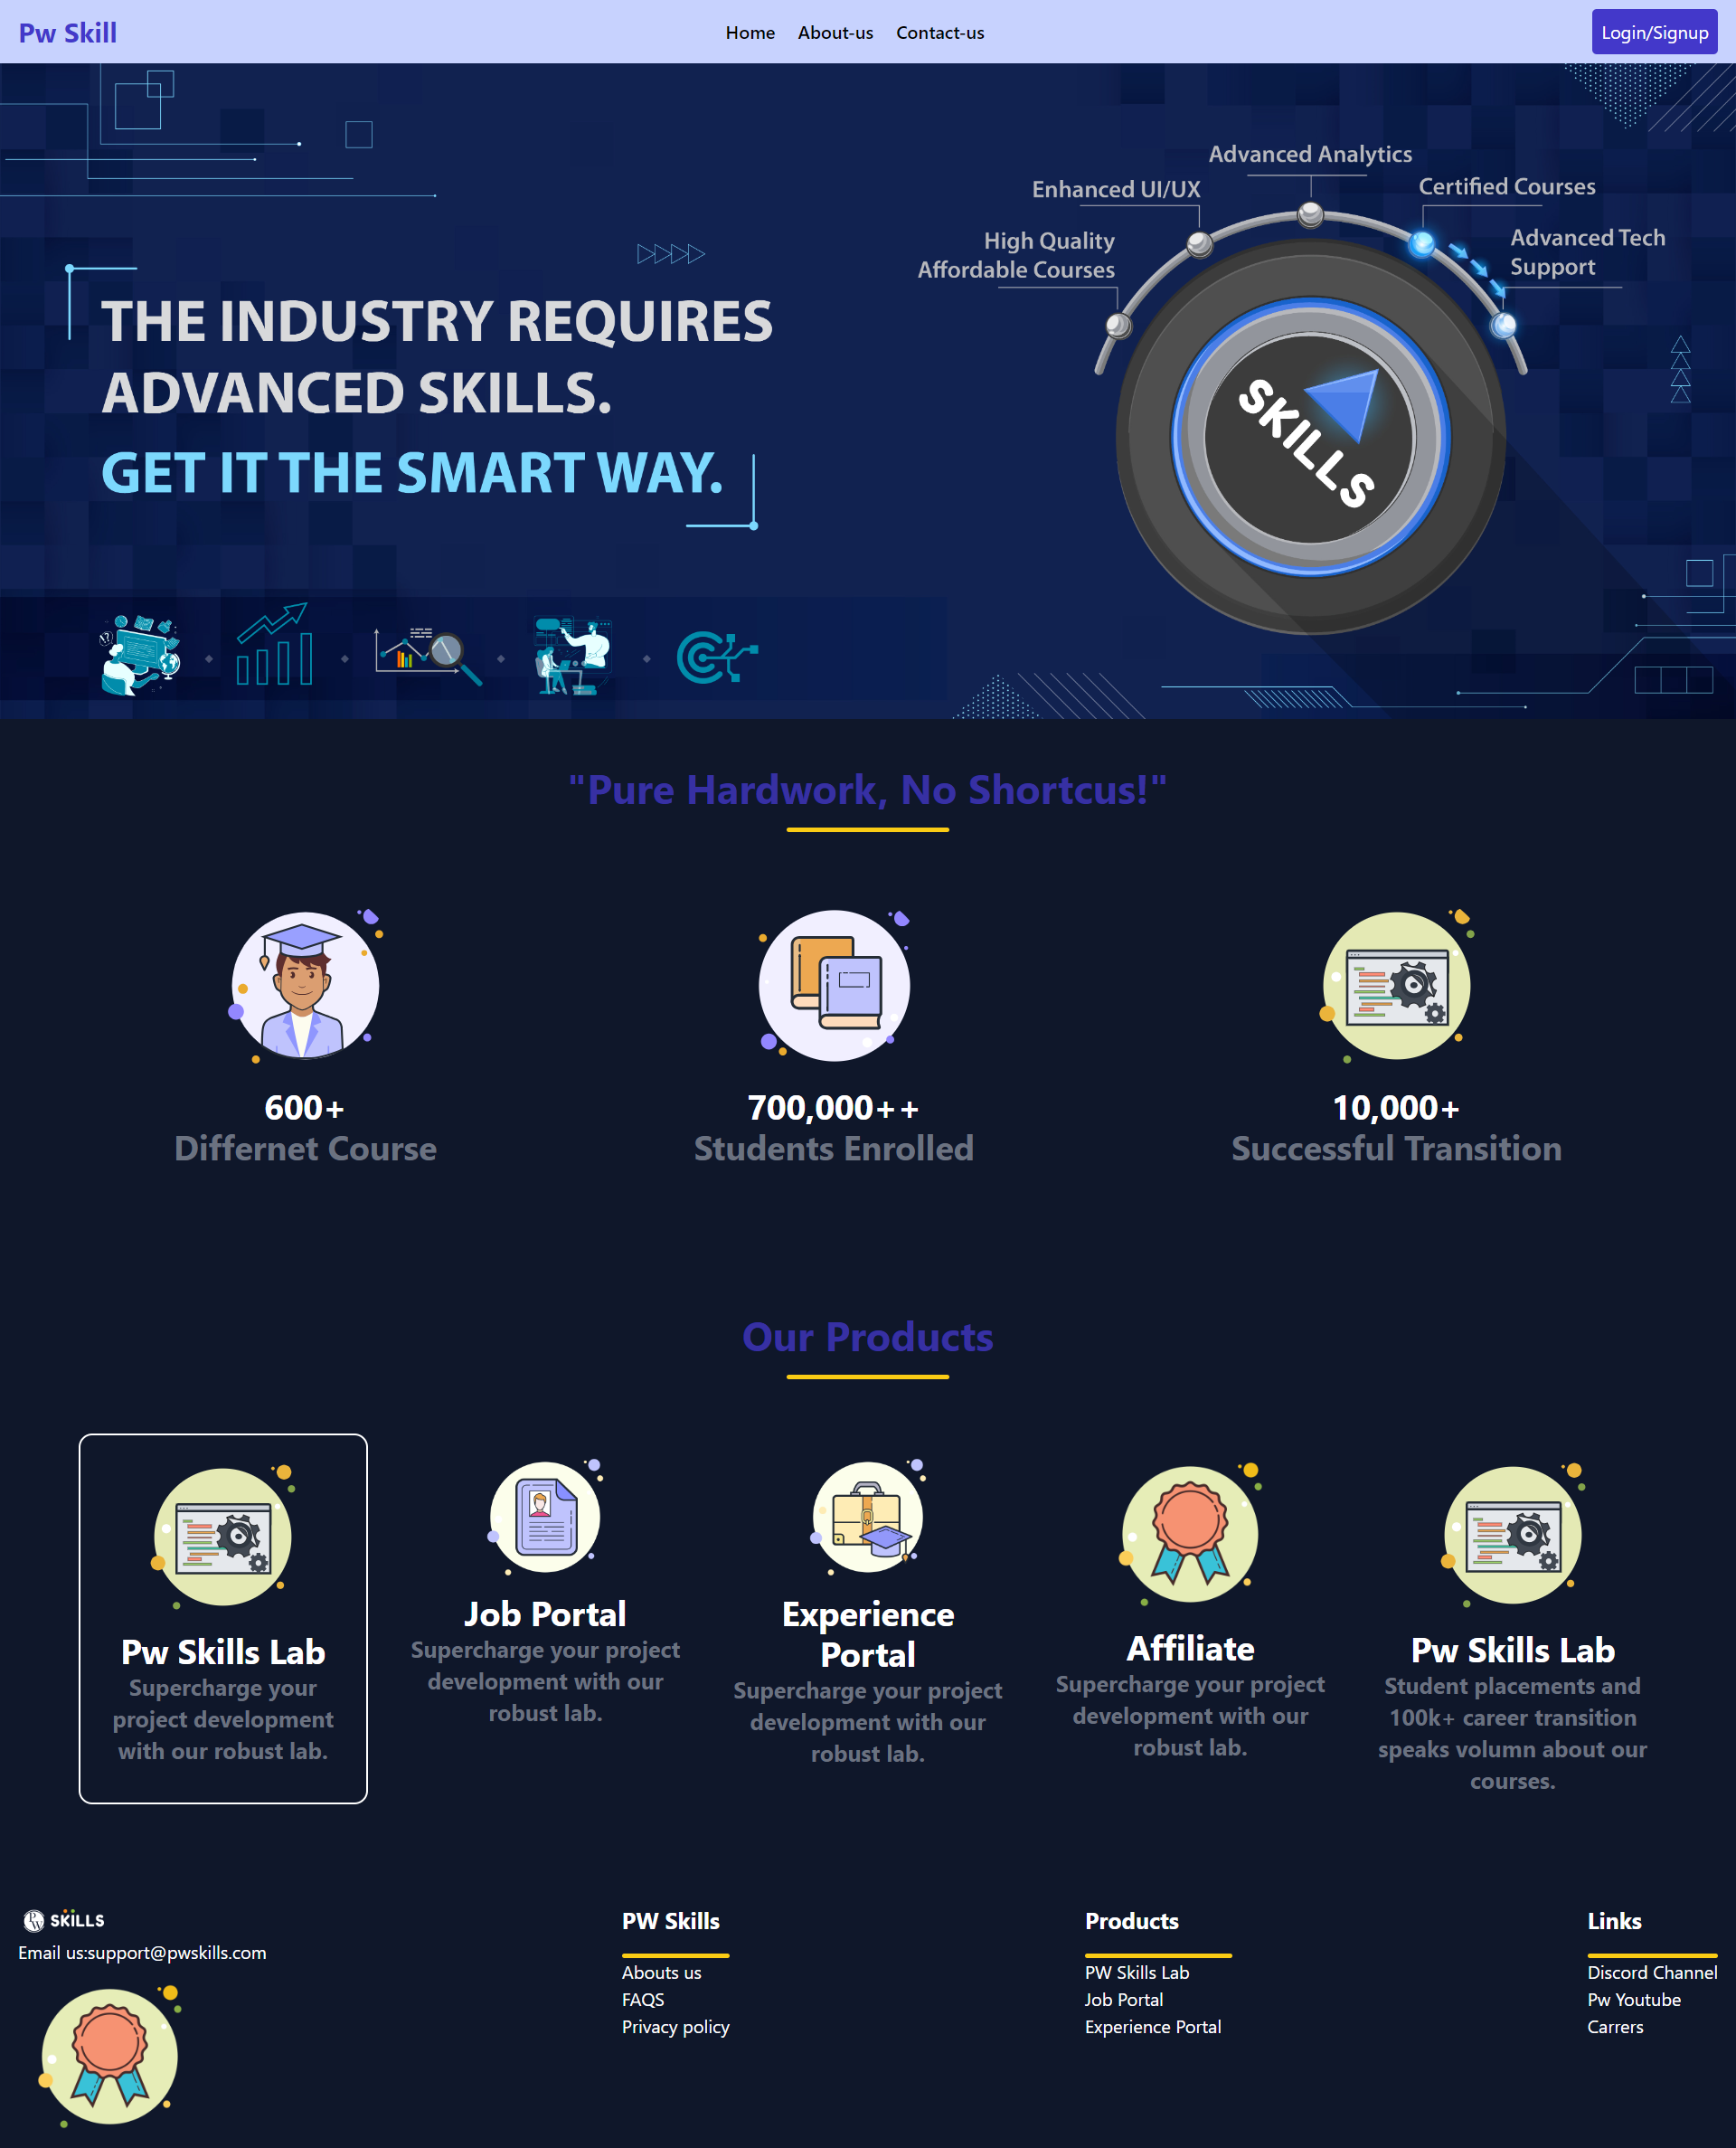 Pw Skill
Home
About-us
Contact-us
Login/Signup
Advanced Analytics
Enhanced UI/UX
Certified Courses
High Quality
Affordable Courses
Advanced Tech
Support
THE INDUSTRY REQUIRES
ADVANCED SKILLS.
GET IT THE SMART WAY.
SKILLS
"Pure Hardwork, No Shortcus!"
600+
Differnet Course
700,000++
Students Enrolled
10,000+
Successful Transition
Our Products
Pw Skills Lab
Supercharge your
project development
with our robust lab.
Job Portal
Supercharge your project
development with our
robust lab.
Experience
Portal
Supercharge your project
development with our
robust lab.
Affiliate
Supercharge your project
development with our
robust lab.
Pw Skills Lab
Student placements and
100k+ career transition
speaks volumn about our
courses.
PW SKILLS
Email us:support@pwskills.com
PW Skills
Abouts us
FAQS
Privacy policy
Products
PW Skills Lab
Job Portal
Experience Portal
Links
Discord Channel
Pw Youtube
Carrers